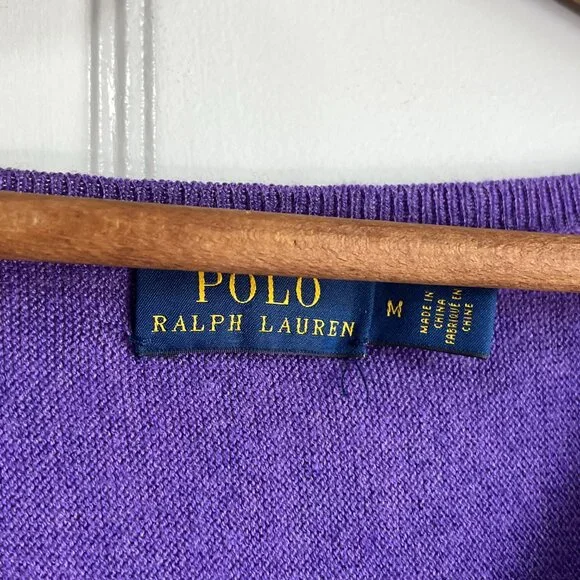 POLO
RALPH LAUREN
M
MADE IN
CHINA
FABRIQUÉ EN
CHINE